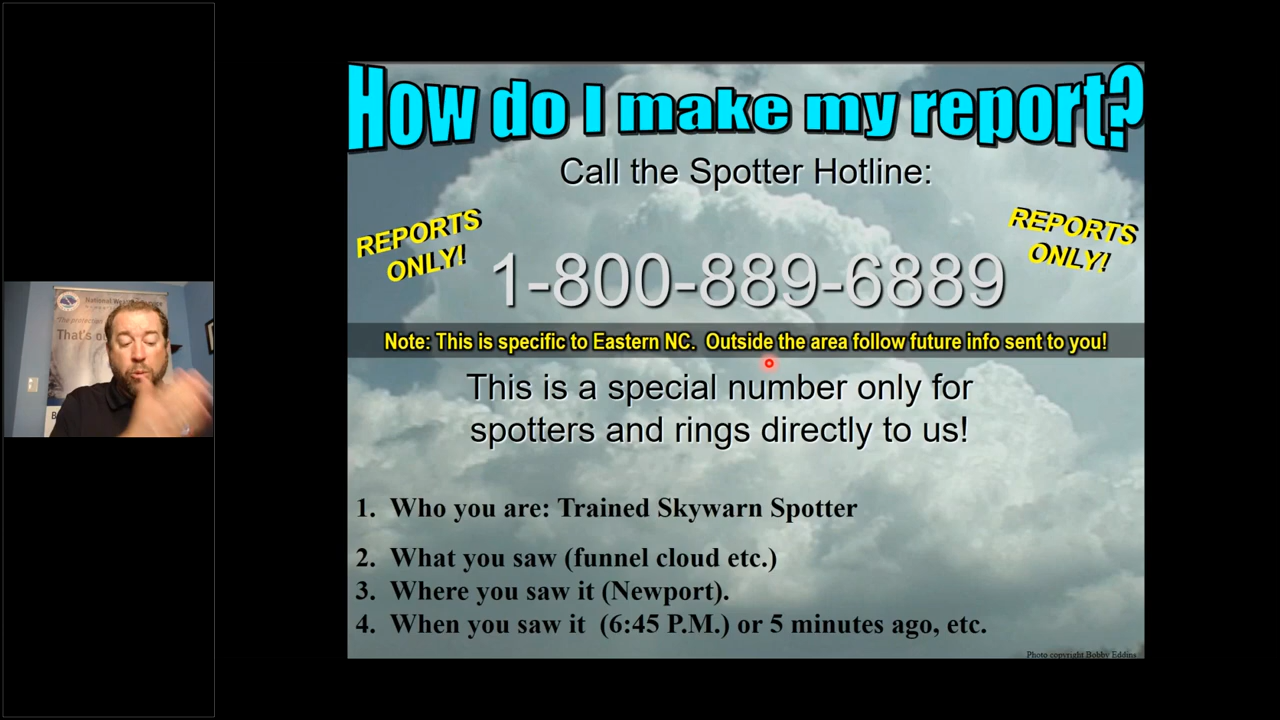 How do I make my report?
Call the Spotter Hotline:
REPORTS
ONLY!
REPORTS
ONLY!
1-800-889-6889
Note: This is specific to Eastern NC.  Outside the area follow future info sent to you!
This is a special number only for
spotters and rings directly to us!
1.  Who you are: Trained Skywarn Spotter
2.  What you saw (funnel cloud etc.)
3.  Where you saw it (Newport).
4.  When you saw it  (6:45 P.M.) or 5 minutes ago, etc.
Photo copyright Bobby Eddins
National
That's